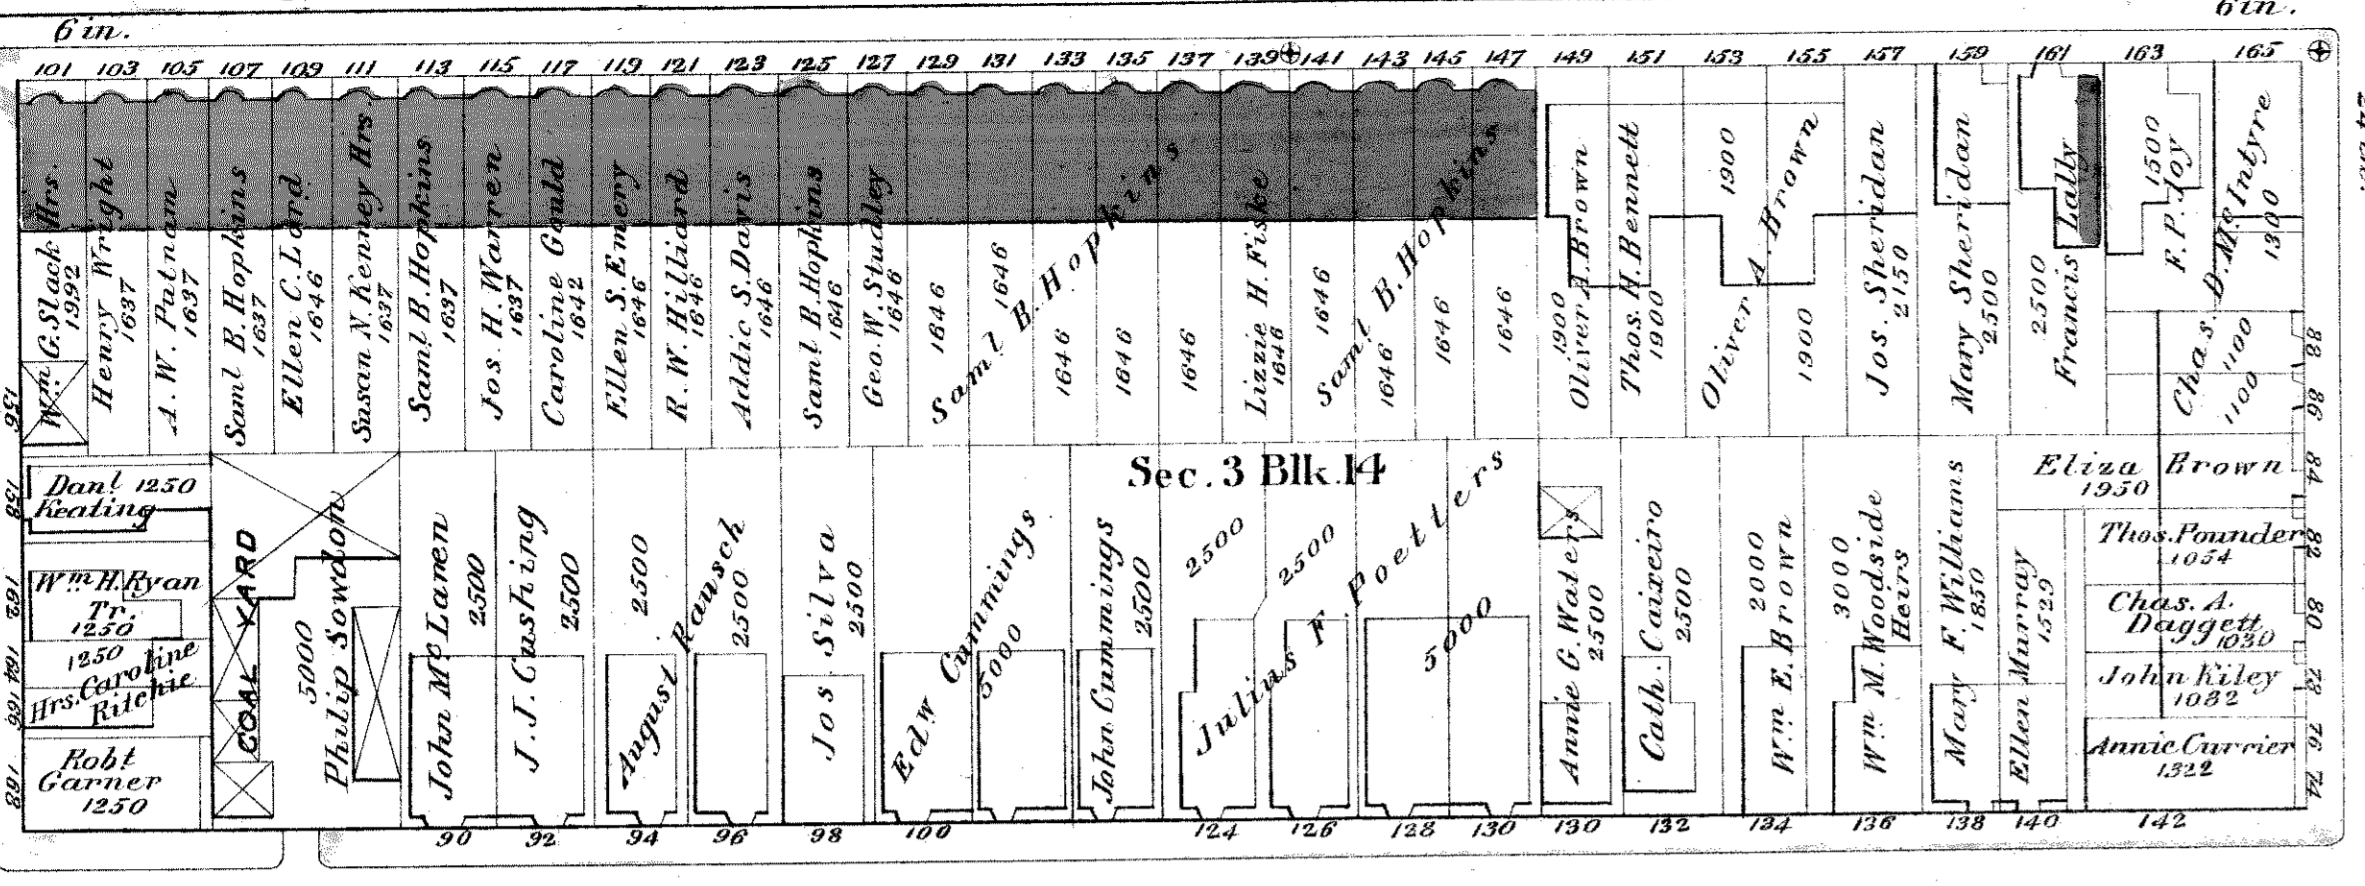 6 in.
6 in.
101 103 105 107 109 111 113 115 117 119 121 123 125 127 129 131 133 135 137 139 141 143 145 147 149 151 153 155 157 159 161 163 165
Wm. G. Slack Hrs.
1992
Henry Wright
1637
A. W. Putnam
1637
Saml B. Hopkins
1637
Ellen C. Lord
1646
Susan N. Kenney Hrs.
1637
Saml B. Hopkins
1637
Jos. H. Warren
1637
Caroline Gould
1642
Ellen S. Emery
1646
R. W. Hilliard
1646
Addie S. Davis
1646
Saml B. Hopkins
1646
Geo. W. Studley
1646
Saml B. Hopkins
1646
1646
1646
1646
1646
Lizzie H. Fiske
1646
Saml B. Hopkins
1646
1646
1646
1646
Oliver A. Brown
1900
Thos. H. Bennett
1900
Oliver A. Brown
1900
1900
Jos. Sheridan
2150
Mary Sheridan
2500
Francis Lally
2500
F. P. Joy
1500
Chas. D. McIntyre
1300
1100
1100
156
158
162
164
166
168
Danl. 1250
Keating
Wm H. Ryan
Tr.
1250
1250
Hrs. Caroline
Ritchie
Robt
Garner
1250
COAL YARD
Philip Sowdon
5000
John McLanen
2500
J. J. Cushing
2500
August Rausch
2500
2500
Jos. Silva
2500
Edw Cummings
5000
John Cummings
2500
Sec. 3 Blk. 14
Julius F. Poetters
2500
2500
5000
Annie G. Waters
2500
Cath. Caixeiro
2500
Wm E. Brown
2000
Wm M. Woodside
Heirs
3000
Mary F. Williams
1850
Ellen Murray
1529
Eliza Brown
1950
Thos. Pounder
1054
Chas. A.
Daggett
1030
John Kiley
1032
Annie Currier
1322
88
86
84
82
80
78
76
74
90 92 94 96 98 100 124 126 128 130 130 132 134 136 138 140 142